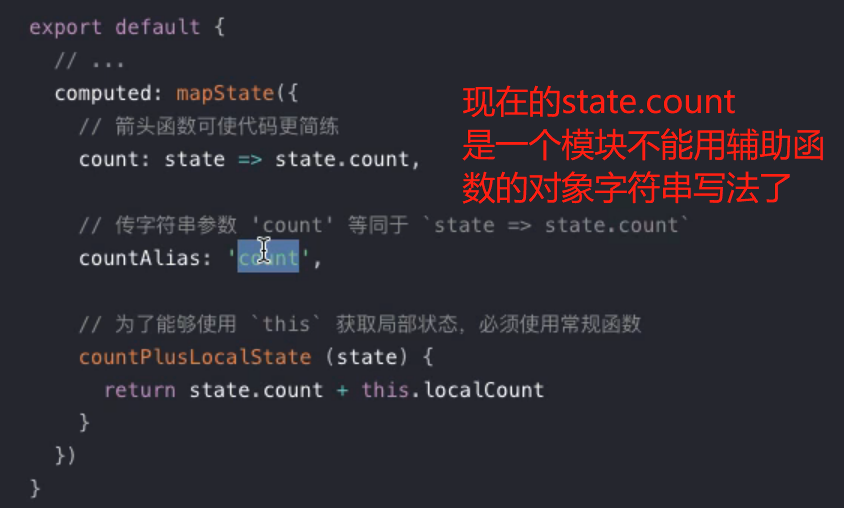 export default {
// ...
computed: mapState({
// 箭头函数可使代码更简练
count: state => state.count,
// 传字符串参数 'count' 等同于 `state => state.count`
countAlias: 'count',
// 为了能够使用 `this` 获取局部状态，必须使用常规函数
countPlusLocalState (state) {
return state.count + this.localCount
}
})
}
现在的state.count
是一个模块不能用辅助函
数的对象字符串写法了